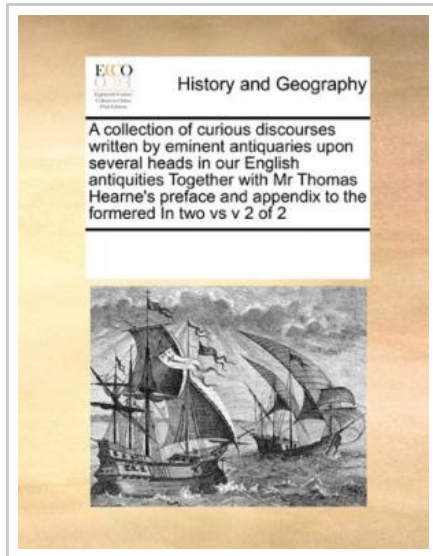 ECCO
History and Geography
A collection of curious discourses
written by eminent antiquaries upon
several heads in our English
antiquities Together with Mr Thomas
Hearne's preface and appendix to the
formered In two vs v 2 of 2